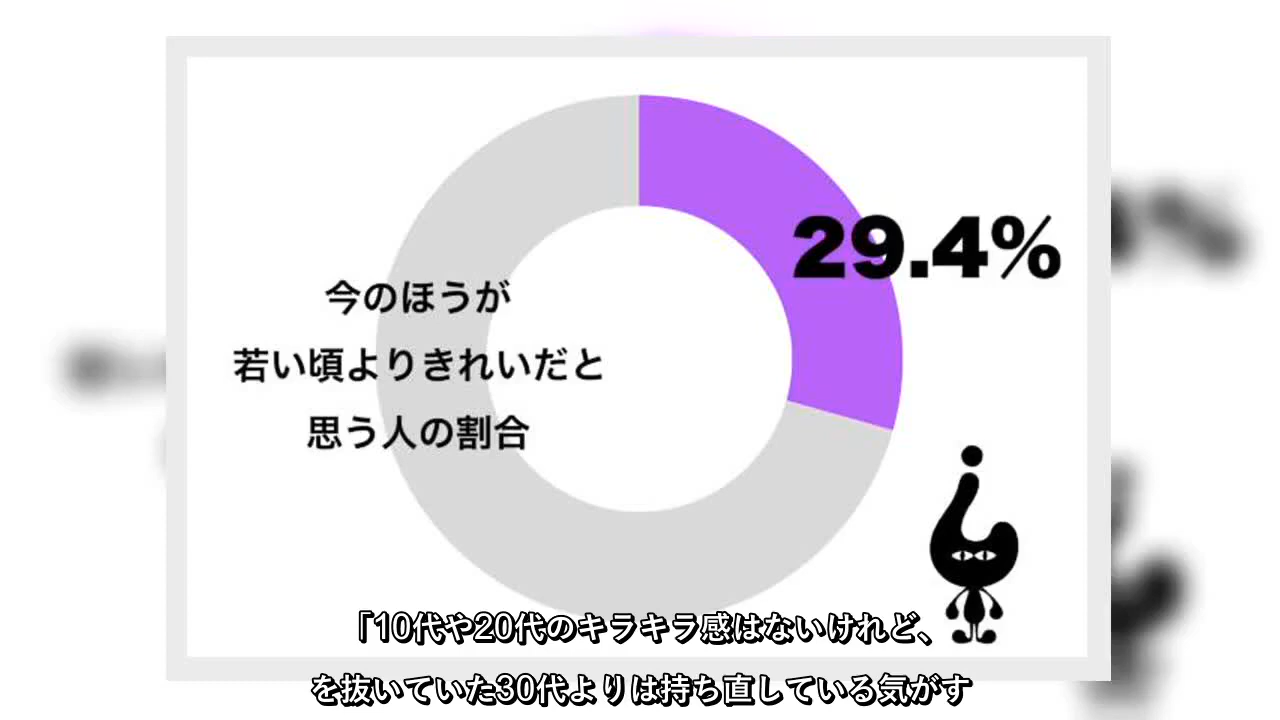 29.4%
今のほうが
若い頃よりきれいだと
思う人の割合
「10代や20代のキラキラ感はないけれど、
を抜いていた30代よりは持ち直している気がす